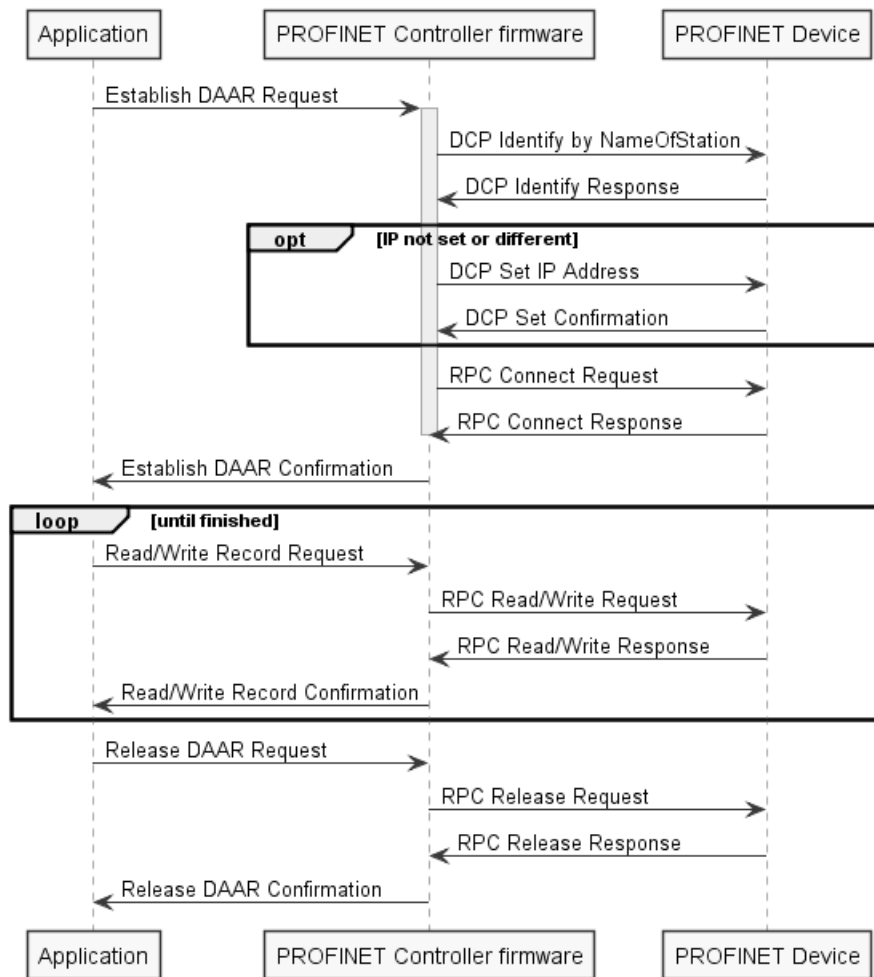 Application
PROFINET Controller firmware
PROFINET Device
Establish DAAR Request
DCP Identify by NameOfStation
DCP Identify Response
opt
[IP not set or different]
DCP Set IP Address
DCP Set Confirmation
RPC Connect Request
RPC Connect Response
Establish DAAR Confirmation
loop
[until finished]
Read/Write Record Request
RPC Read/Write Request
RPC Read/Write Response
Read/Write Record Confirmation
Release DAAR Request
RPC Release Request
RPC Release Response
Release DAAR Confirmation
Application
PROFINET Controller firmware
PROFINET Device